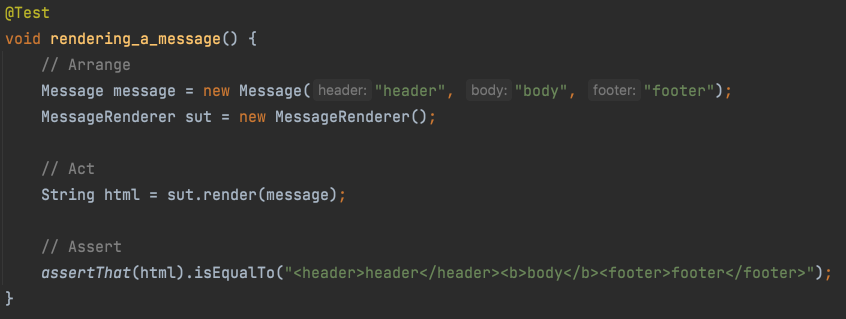 @Test
void rendering_a_message() {
// Arrange
Message message = new Message( header: "header", body: "body", footer: "footer");
MessageRenderer sut = new MessageRenderer();
// Act
String html = sut.render(message);
// Assert
assertThat(html).isEqualTo("<header>header</header><b>body</b><footer>footer</footer>");
}